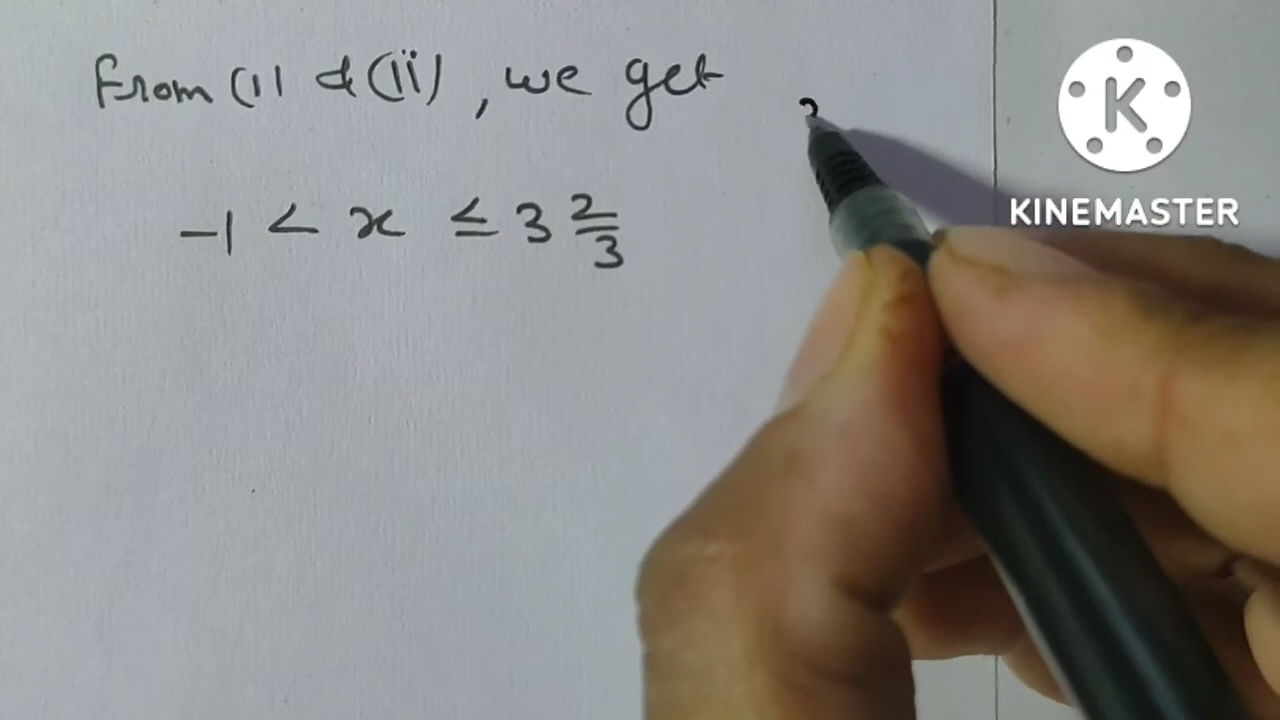 From (i) & (ii), we get
-1 < x ≤ 3 2/3
KINEMASTER